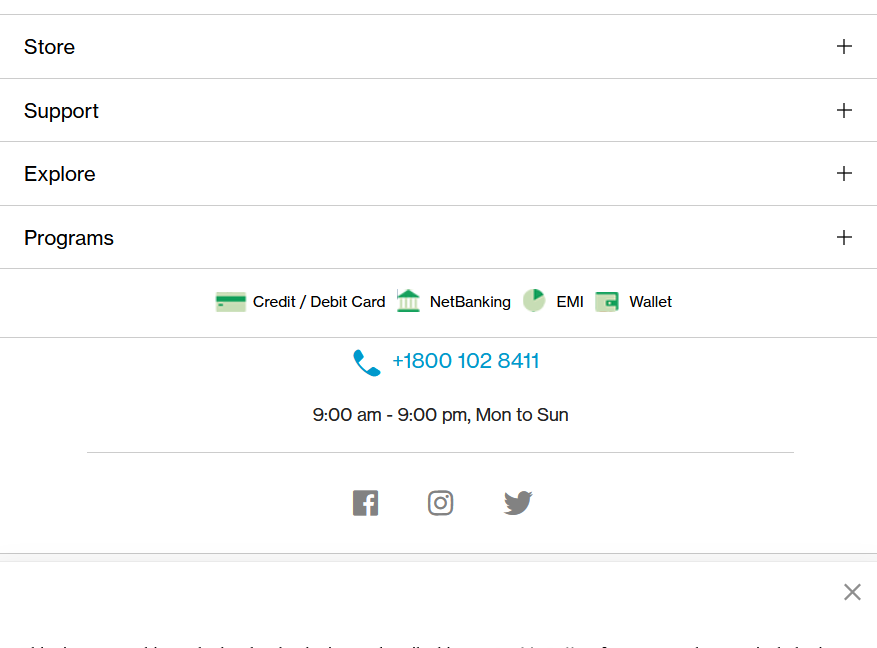 Store
Support
Explore
Programs
Credit / Debit Card NetBanking EMI Wallet
+1800 102 8411
9:00 am - 9:00 pm, Mon to Sun